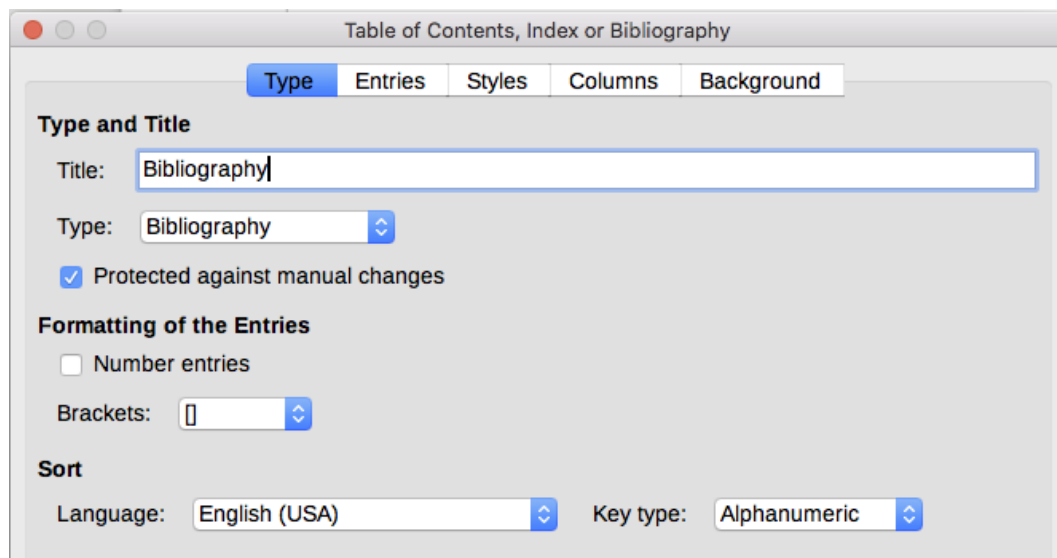 Table of Contents, Index or Bibliography
Type Entries Styles Columns Background
Type and Title
Title: Bibliography
Type: Bibliography
Protected against manual changes
Formatting of the Entries
Number entries
Brackets: []
Sort
Language: English (USA) Key type: Alphanumeric